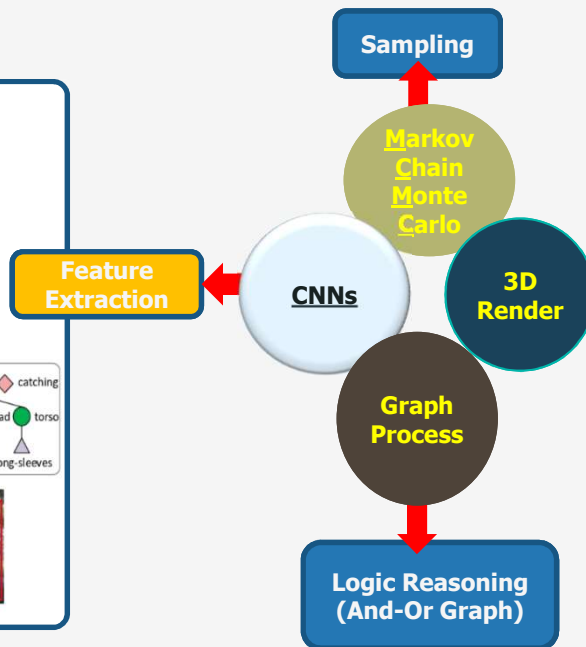 Sampling
Markov
Chain
Monte
Carlo
Feature
Extraction
CNNs
3D
Render
catching
torso
Graph
Process
Logic Reasoning
(And-Or Graph)